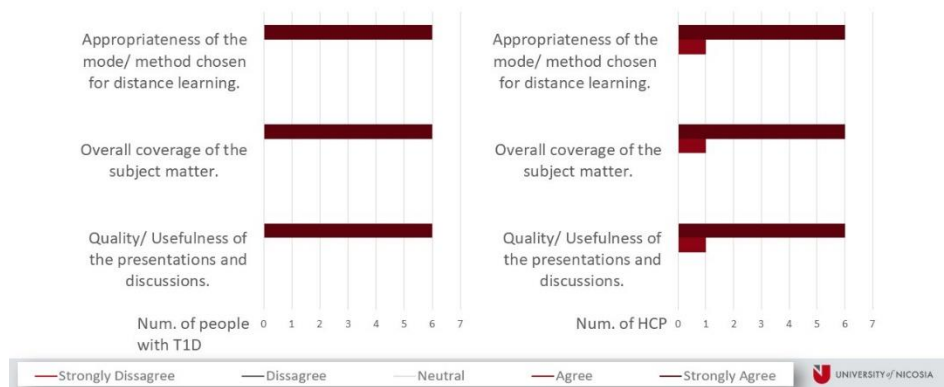 Appropriateness of the
mode/ method chosen
for distance learning.
Overall coverage of the
subject matter.
Quality/ Usefulness of
the presentations and
discussions.
Num. of people
with T1D
0 1 2 3 4 5 6 7
Appropriateness of the
mode/ method chosen
for distance learning.
Overall coverage of the
subject matter.
Quality/ Usefulness of
the presentations and
discussions.
Num. of HCP
0 1 2 3 4 5 6 7
Strongly Dissagree Dissagree Neutral Agree Strongly Agree
UNIVERSITY of NICOSIA